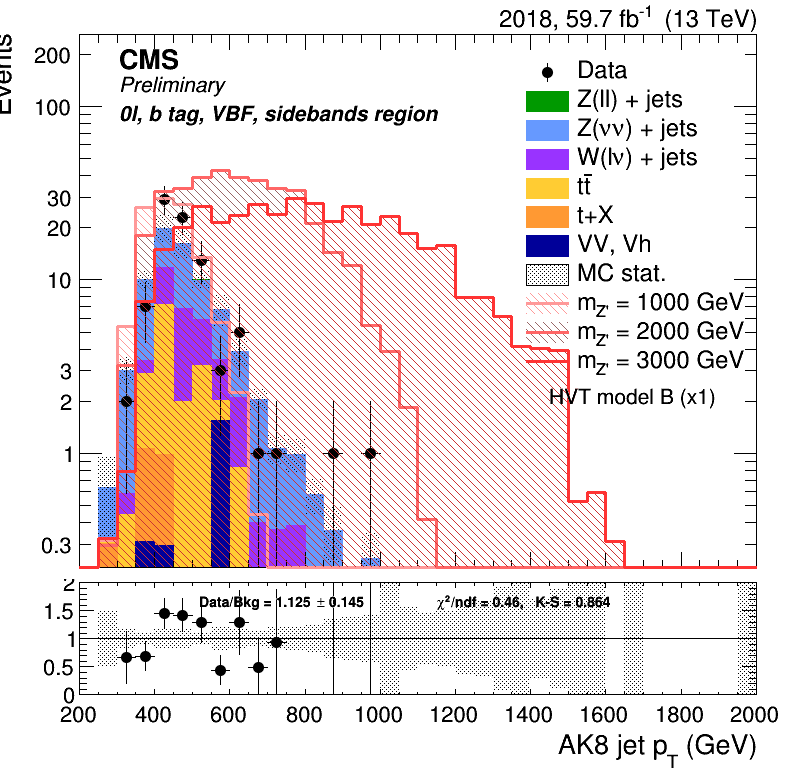 2018, 59.7 fb⁻¹ (13 TeV)
Events
CMS
Preliminary
0l, b tag, VBF, sidebands region
Data
Z(ll) + jets
Z(νν) + jets
W(lν) + jets
tt̄
t+X
VV, Vh
MC stat.
m_Z' = 1000 GeV
m_Z' = 2000 GeV
m_Z' = 3000 GeV
HVT model B (x1)
200
100
30
20
10
3
2
1
0.3
Data/Bkg = 1.125 ± 0.145
χ²/ndf = 0.46, K-S = 0.864
2
1.5
1
0.5
0
200 400 600 800 1000 1200 1400 1600 1800 2000
AK8 jet p_T (GeV)